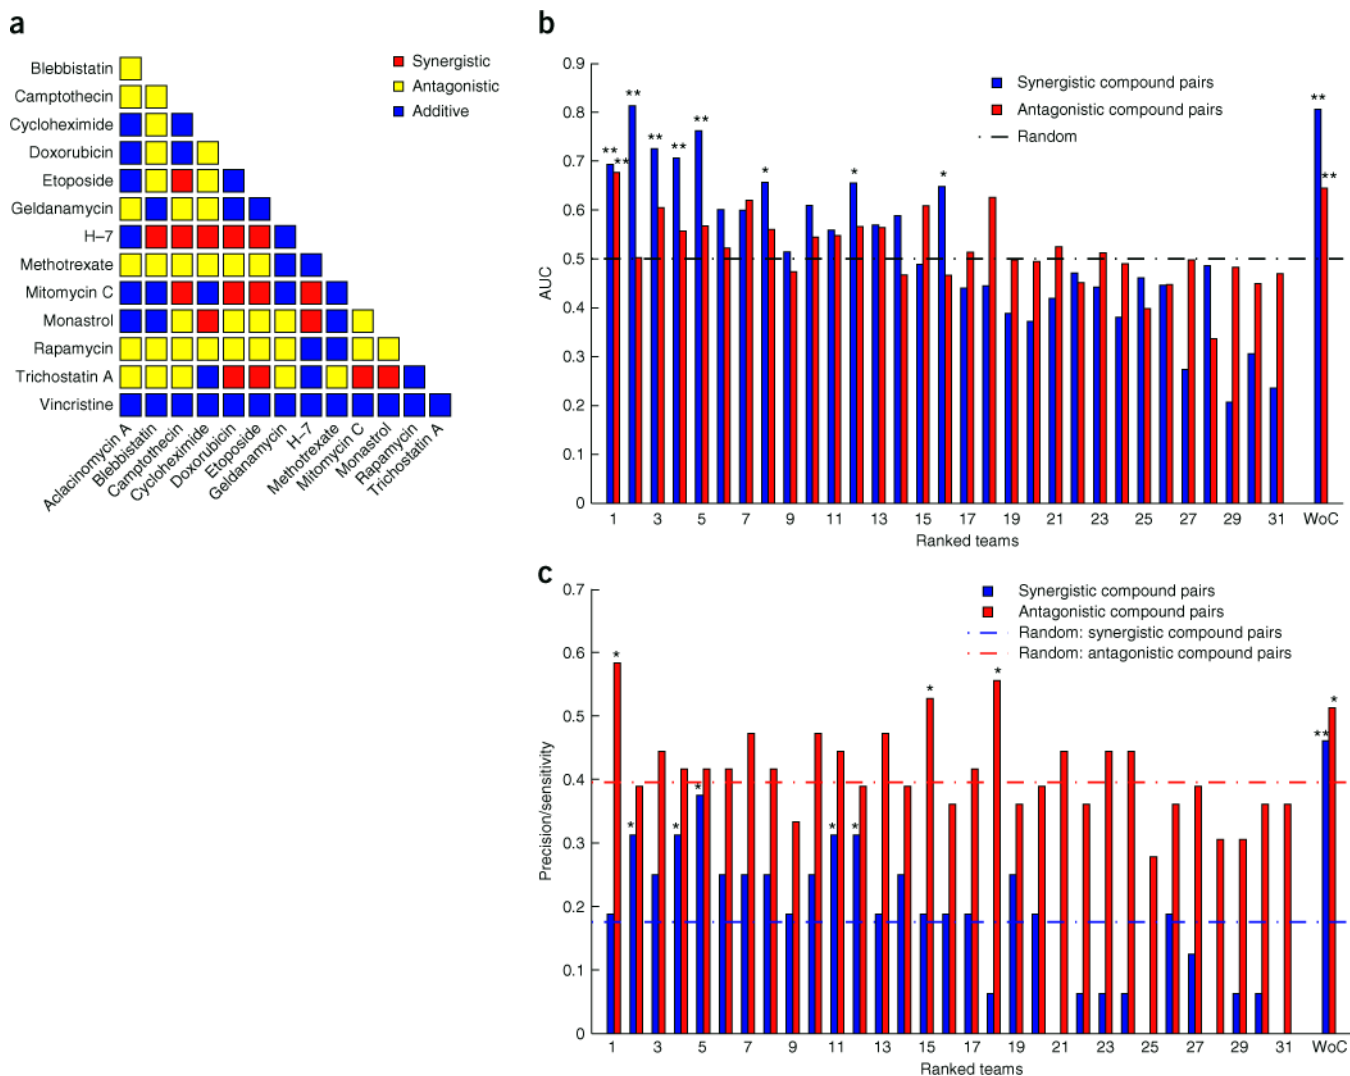 a
Blebbistatin
Camptothecin
Cycloheximide
Doxorubicin
Etoposide
Geldanamycin
H–7
Methotrexate
Mitomycin C
Monastrol
Rapamycin
Trichostatin A
Vincristine
Aclacinomycin A
Blebbistatin
Camptothecin
Cycloheximide
Doxorubicin
Etoposide
Geldanamycin
H–7
Methotrexate
Mitomycin C
Monastrol
Rapamycin
Trichostatin A
Synergistic
Antagonistic
Additive
b
0.9
0.8
0.7
0.6
0.5
0.4
0.3
0.2
0.1
0
AUC
** ** ** ** ** ** * * * ** **
Synergistic compound pairs
Antagonistic compound pairs
Random
1 3 5 7 9 11 13 15 17 19 21 23 25 27 29 31 WoC
Ranked teams
c
0.7
0.6
0.5
0.4
0.3
0.2
0.1
0
Precision/sensitivity
* * * * * * * * ** *
Synergistic compound pairs
Antagonistic compound pairs
Random: synergistic compound pairs
Random: antagonistic compound pairs
1 3 5 7 9 11 13 15 17 19 21 23 25 27 29 31 WoC
Ranked teams